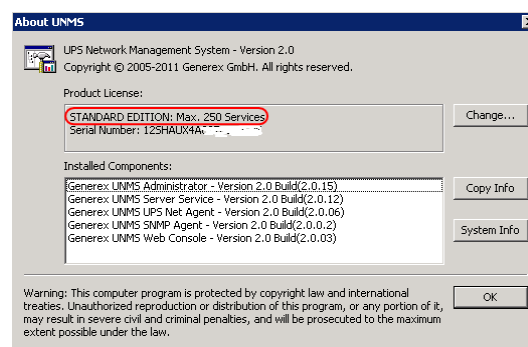 About UNMS
UPS Network Management System - Version 2.0
Copyright © 2005-2011 Generex GmbH. All rights reserved.
Product License:
STANDARD EDITION: Max. 250 Services
Serial Number:
Change...
Installed Components:
Generex UNMS Administrator - Version 2.0 Build(2.0.15)
Generex UNMS Server Service - Version 2.0 Build(2.0.12)
Generex UNMS UPS Net Agent - Version 2.0 Build(2.0.06)
Generex UNMS SNMP Agent - Version 2.0 Build(2.0.0.2)
Generex UNMS Web Console - Version 2.0 Build(2.0.03)
Copy Info
System Info
Warning: This computer program is protected by copyright law and international
treaties. Unauthorized reproduction or distribution of this program, or any portion of it,
may result in severe civil and criminal penalties, and will be prosecuted to the maximum
extent possible under the law.
OK